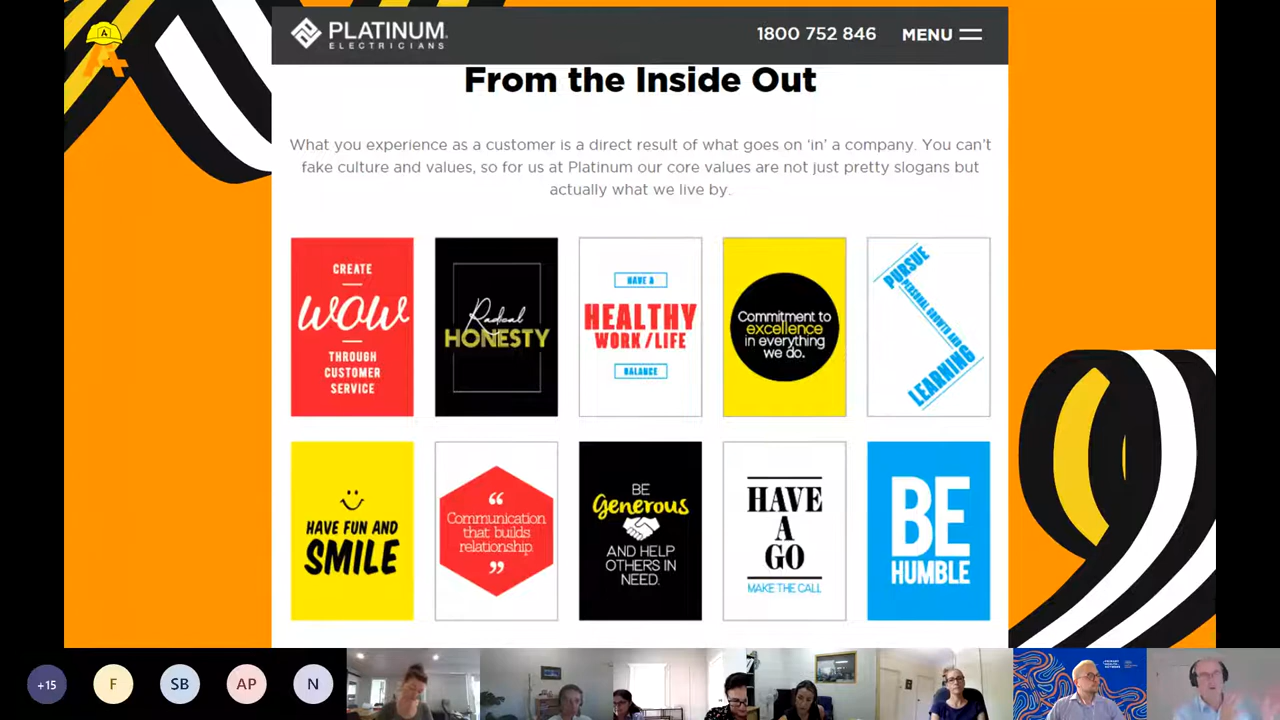 A
A+
PLATINUM
ELECTRICIANS
1800 752 846
MENU
From the Inside Out
What you experience as a customer is a direct result of what goes on ‘in’ a company. You can’t
fake culture and values, so for us at Platinum our core values are not just pretty slogans but
actually what we live by.
CREATE
WOW
THROUGH
CUSTOMER
SERVICE
Radical
HONESTY
HAVE A
HEALTHY
WORK/LIFE
BALANCE
Commitment to
excellence
in everything
we do.
PURSUE
PERSONAL GROWTH AND
LEARNING
HAVE FUN AND
SMILE
“
Communication
that builds
relationship.
”
BE
Generous
AND HELP
OTHERS IN
NEED.
HAVE
A
GO
MAKE THE CALL
BE
HUMBLE
+15
F
SB
AP
N